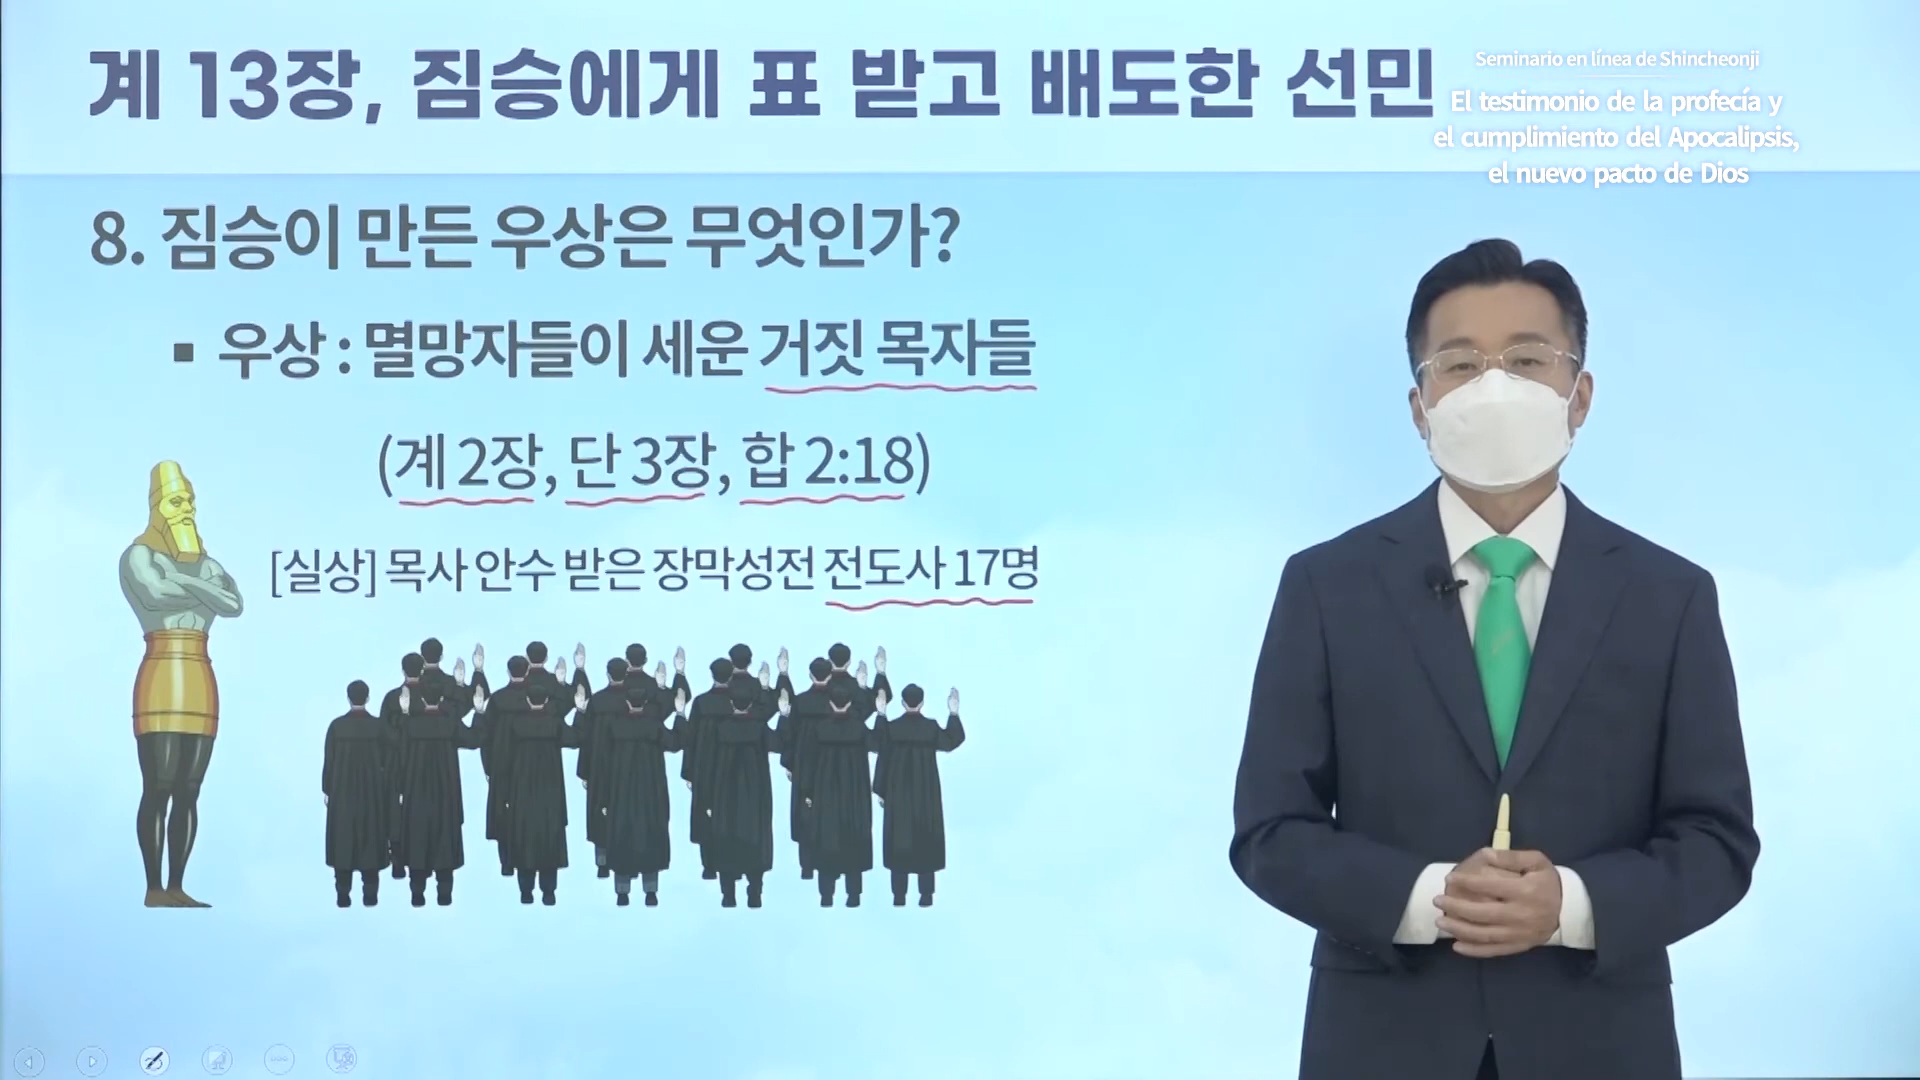 계 13장, 짐승에게 표 받고 배도한 선민
Seminario en línea de Shincheonji
El testimonio de la profecía y
el cumplimiento del Apocalipsis,
el nuevo pacto de Dios
8. 짐승이 만든 우상은 무엇인가?
▪ 우상 : 멸망자들이 세운 거짓 목자들
(계 2장, 단 3장, 합 2:18)
[실상] 목사 안수 받은 장막성전 전도사 17명